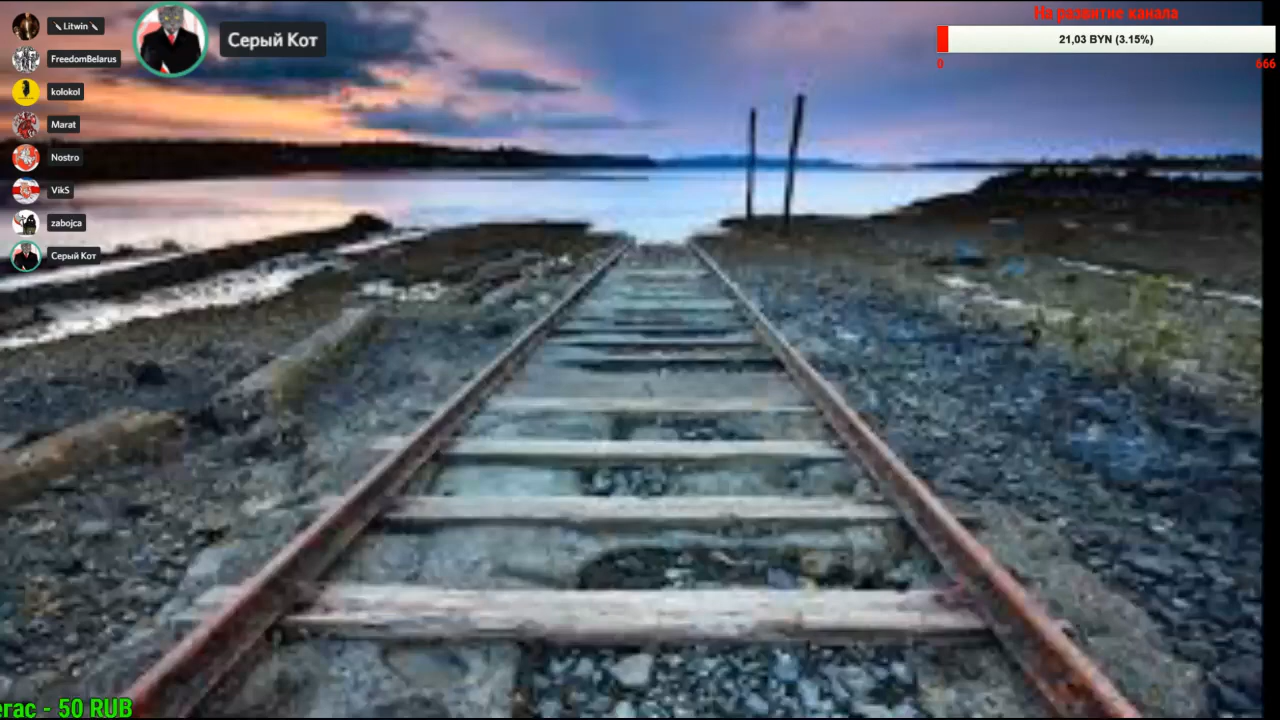 Litwin
FreedomBelarus
kolokol
Marat
Nostro
VikS
zabojca
Серый Кот
Серый Кот
На развитие канала
21,03 BYN (3.15%)
0
666
- 50 RUB